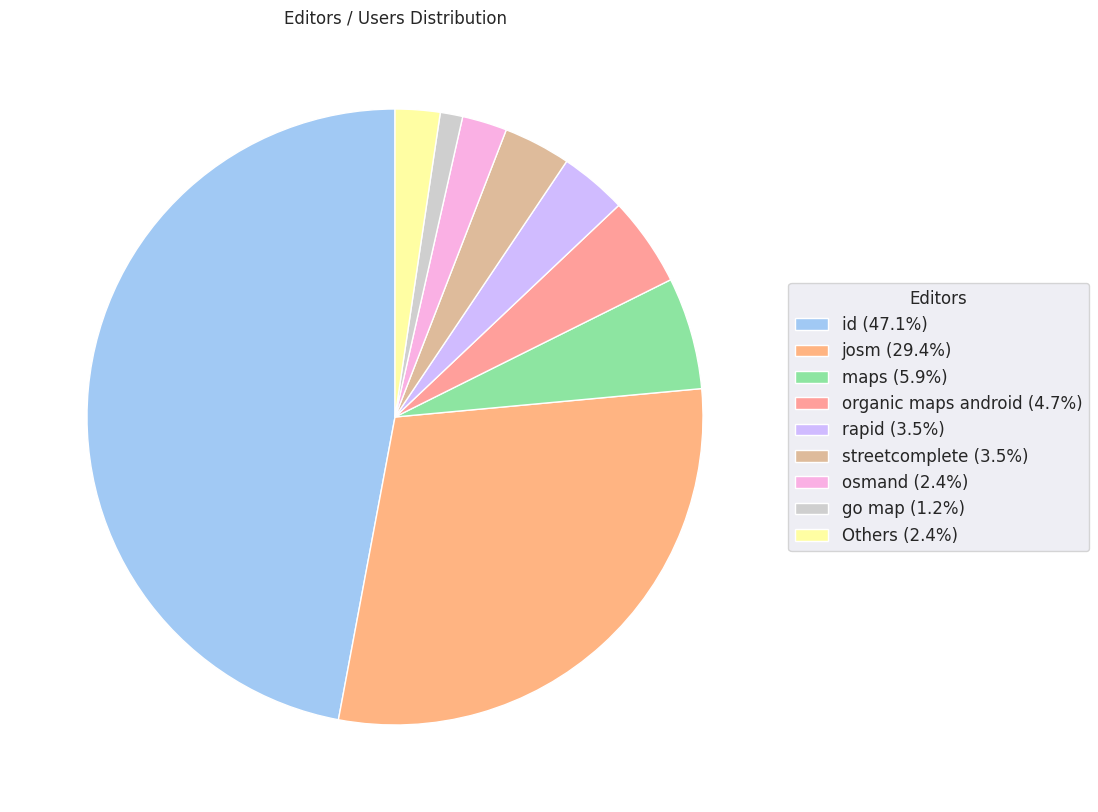 Editors / Users Distribution
Editors
id (47.1%)
josm (29.4%)
maps (5.9%)
organic maps android (4.7%)
rapid (3.5%)
streetcomplete (3.5%)
osmand (2.4%)
go map (1.2%)
Others (2.4%)